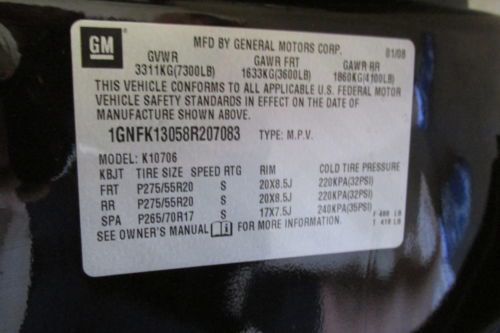 GM
MFD BY GENERAL MOTORS CORP. 01/08
GVWR GAWR FRT GAWR RR
3311KG(7300LB) 1633KG(3600LB) 1860KG(4100LB)
THIS VEHICLE CONFORMS TO ALL APPLICABLE U.S. FEDERAL MOTOR
VEHICLE SAFETY STANDARDS IN EFFECT ON THE DATE OF
MANUFACTURE SHOWN ABOVE.
1GNFK13058R207083 TYPE: M.P.V.
MODEL: K10706
KBJT TIRE SIZE SPEED RTG RIM COLD TIRE PRESSURE
FRT P275/55R20 S 20X8.5J 220KPA(32PSI)
RR P275/55R20 S 20X8.5J 220KPA(32PSI)
SPA P265/70R17 S 17X7.5J 240KPA(35PSI)
SEE OWNER'S MANUAL FOR MORE INFORMATION.